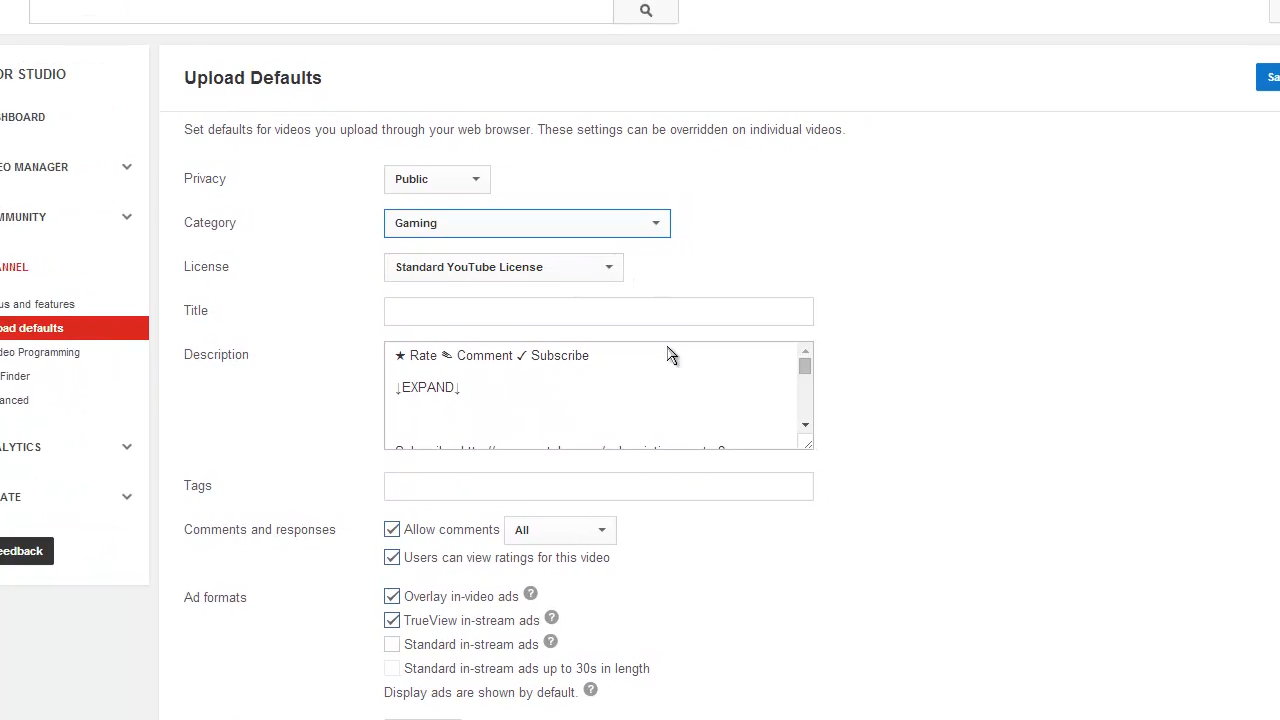 OR STUDIO
Upload Defaults
Sa
HBOARD
Set defaults for videos you upload through your web browser. These settings can be overridden on individual videos.
EO MANAGER
Privacy
Public
MMUNITY
Category
Gaming
NNEL
License
Standard YouTube License
us and features
Title
oad defaults
deo Programming
Description
★ Rate ✎ Comment ✓ Subscribe
Finder
↓EXPAND↓
anced
ALYTICS
Tags
ATE
Comments and responses
Allow comments
All
eedback
Users can view ratings for this video
Ad formats
Overlay in-video ads ?
TrueView in-stream ads ?
Standard in-stream ads ?
Standard in-stream ads up to 30s in length
Display ads are shown by default. ?